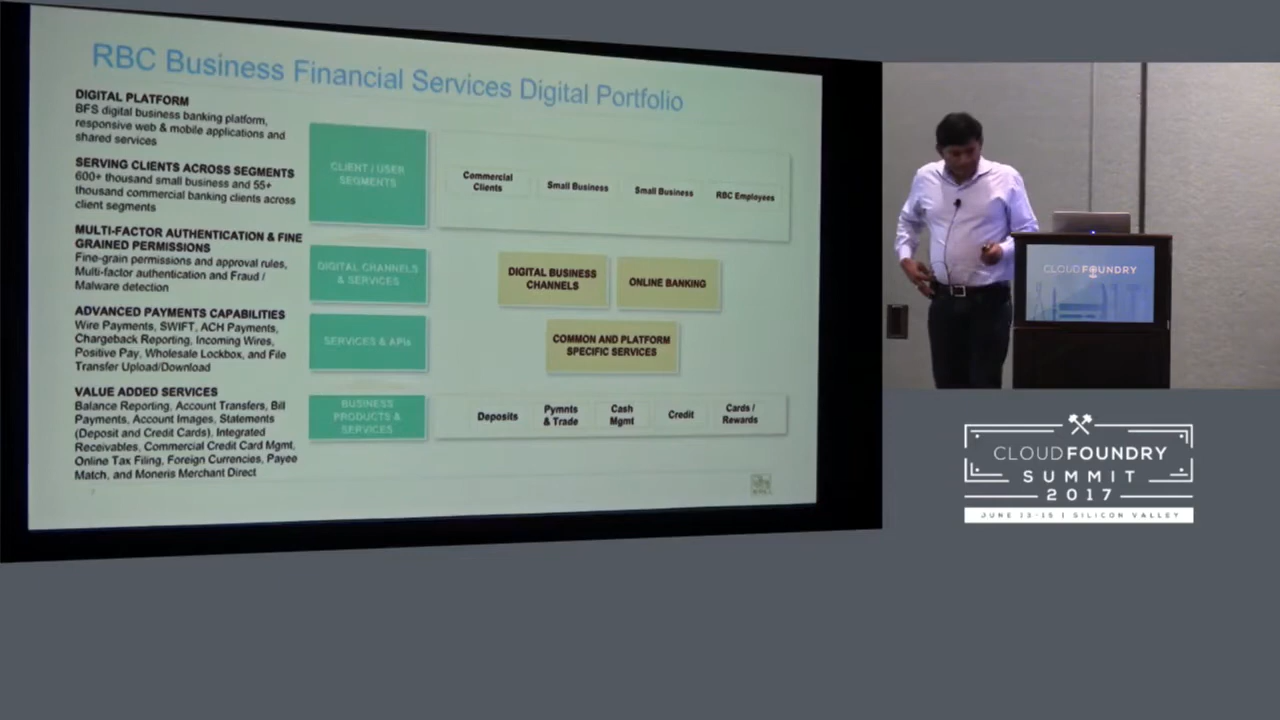 RBC Business Financial Services Digital Portfolio
DIGITAL PLATFORM
BFS digital business banking platform,
responsive web & mobile applications and
shared services
SERVING CLIENTS ACROSS SEGMENTS
600+ thousand small business and 55+
thousand commercial banking clients across
client segments
MULTI-FACTOR AUTHENTICATION & FINE
GRAINED PERMISSIONS
Fine-grain permissions and approval rules,
Multi-factor authentication and Fraud /
Malware detection
ADVANCED PAYMENTS CAPABILITIES
Wire Payments, SWIFT, ACH Payments,
Chargeback Reporting, Incoming Wires,
Positive Pay, Wholesale Lockbox, and File
Transfer Upload/Download
VALUE ADDED SERVICES
Balance Reporting, Account Transfers, Bill
Payments, Account Images, Statements
(Deposit and Credit Cards), Integrated
Receivables, Commercial Credit Card Mgmt,
Online Tax Filing, Foreign Currencies, Payee
Match, and Moneris Merchant Direct
7
CLIENT / USER
SEGMENTS
Commercial
Clients
Small Business
Small Business
RBC Employees
DIGITAL CHANNELS
& SERVICES
DIGITAL BUSINESS
CHANNELS
ONLINE BANKING
SERVICES & APIs
COMMON AND PLATFORM
SPECIFIC SERVICES
BUSINESS
PRODUCTS &
SERVICES
Deposits
Pymnts
& Trade
Cash
Mgmt
Credit
Cards /
Rewards
CLOUD FOUNDRY
CLOUDFOUNDRY
SUMMIT
2017
JUNE 13-15 | SILICON VALLEY